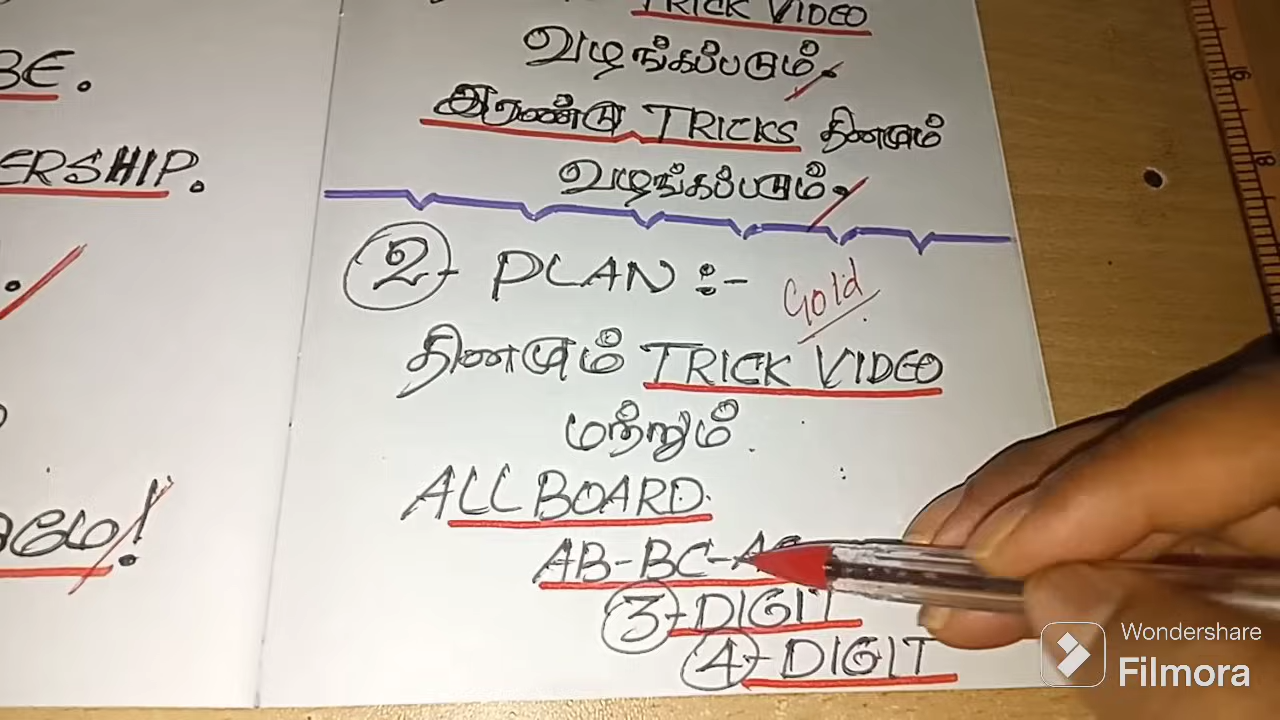 BE.
ERSHIP.
TRICK VIDEO
வழங்கப்படும்.
இரண்டு TRICKS தினமும்
வழங்கப்படும்.
2 - PLAN :-
Gold
தினமும் TRICK VIDEO
மற்றும்.
ALL BOARD.
AB-BC-AC
3 - DIGIT
4 - DIGIT
Wondershare
Filmora